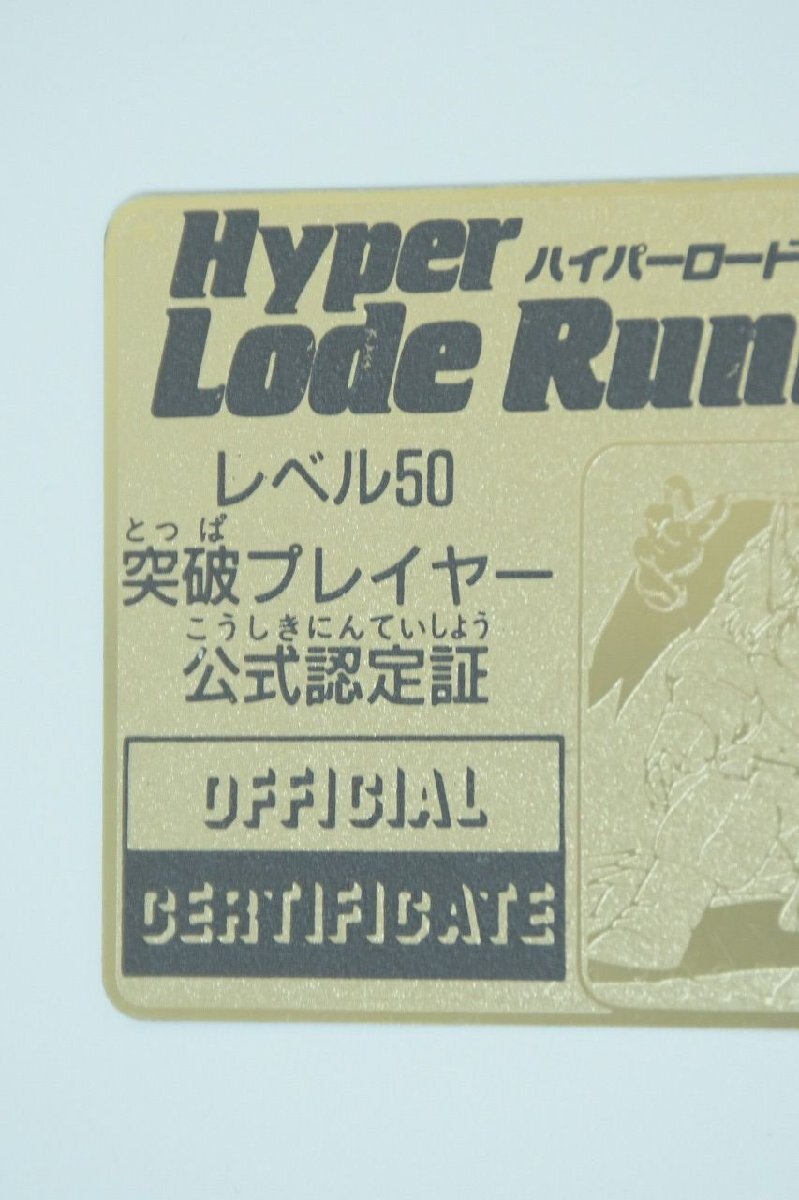 Hyper ハイパーロード
Lode Run
レベル50
とっぱ
突破プレイヤー
こうしきにんていしょう
公式認定証
OFFICIAL
CERTIFICATE